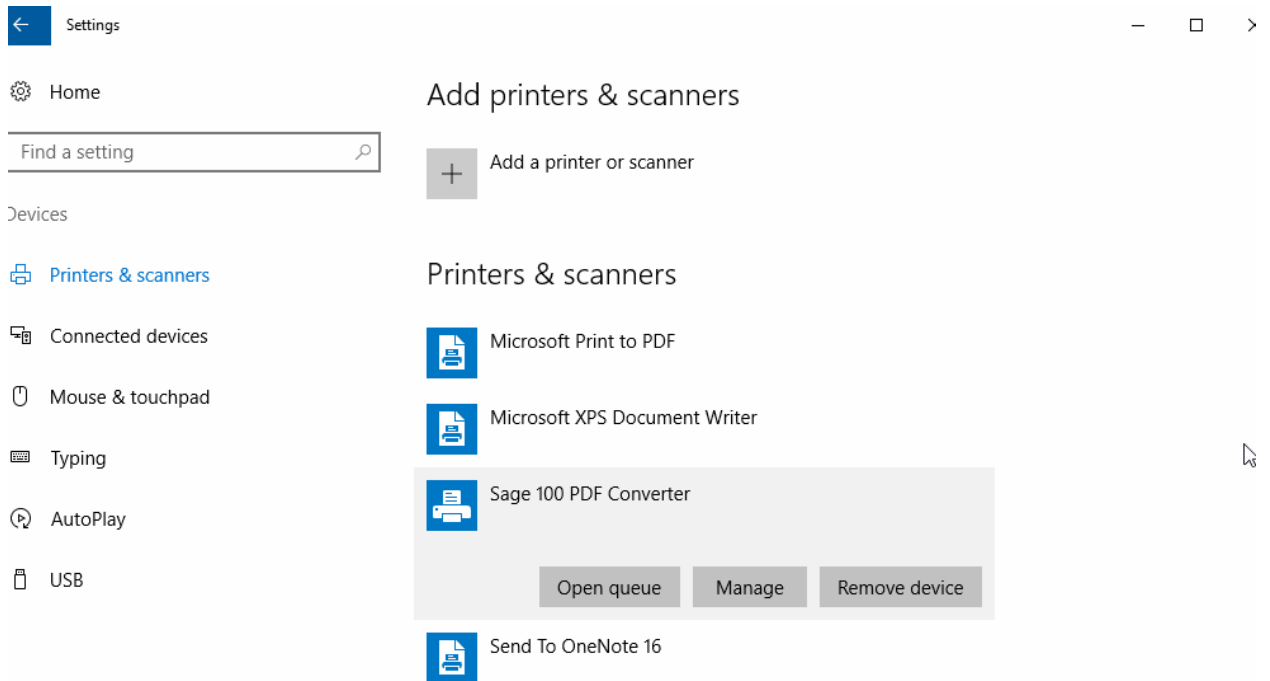 Settings
Home
Find a setting
Devices
Printers & scanners
Connected devices
Mouse & touchpad
Typing
AutoPlay
USB
Add printers & scanners
Add a printer or scanner
Printers & scanners
Microsoft Print to PDF
Microsoft XPS Document Writer
Sage 100 PDF Converter
Open queue Manage Remove device
Send To OneNote 16